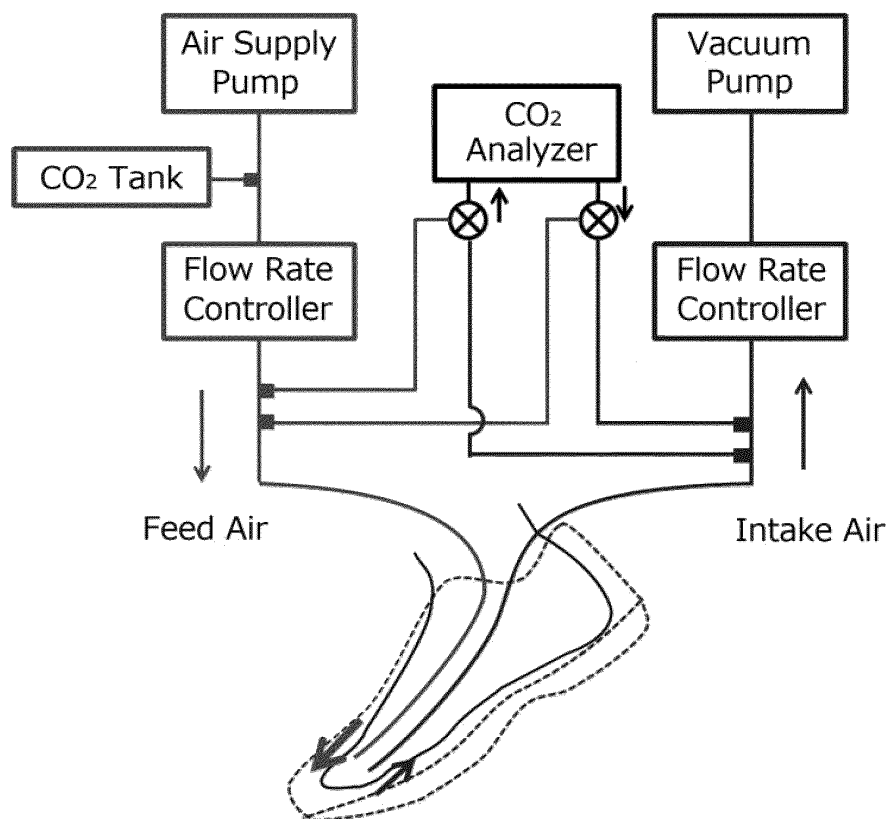 Air Supply
Pump
Vacuum
Pump
CO₂
Analyzer
CO₂ Tank
Flow Rate
Controller
Flow Rate
Controller
Feed Air
Intake Air